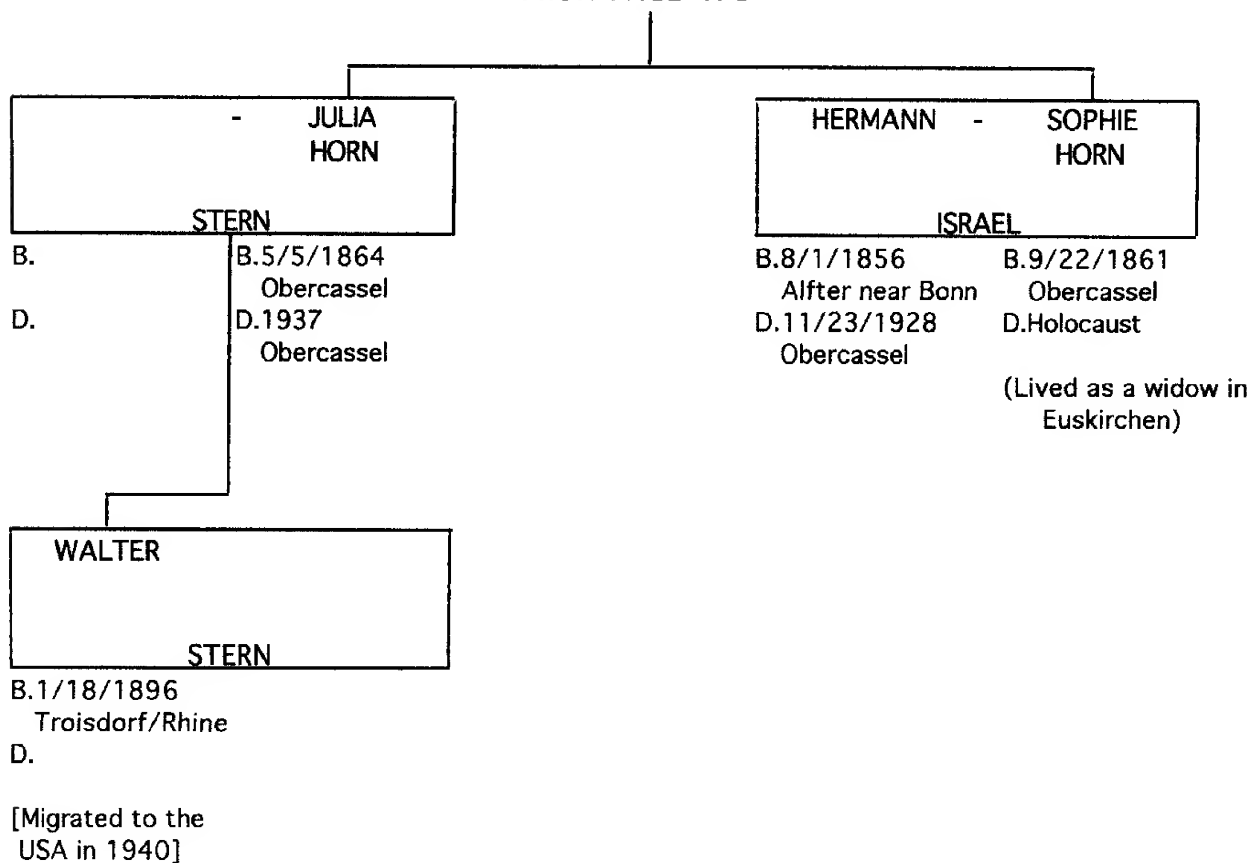 - JULIA
HORN
STERN
B.
B.5/5/1864
Obercassel
D.
D.1937
Obercassel
HERMANN - SOPHIE
HORN
ISRAEL
B.8/1/1856
Alfter near Bonn
D.11/23/1928
Obercassel
B.9/22/1861
Obercassel
D.Holocaust
(Lived as a widow in
Euskirchen)
WALTER
STERN
B.1/18/1896
Troisdorf/Rhine
D.
[Migrated to the
USA in 1940]